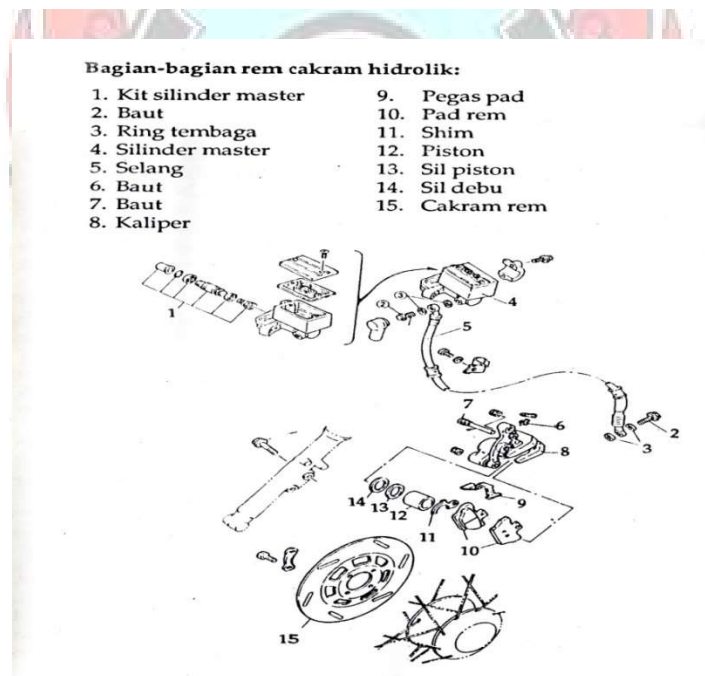 Bagian-bagian rem cakram hidrolik:
1. Kit silinder master
2. Baut
3. Ring tembaga
4. Silinder master
5. Selang
6. Baut
7. Baut
8. Kaliper
9. Pegas pad
10. Pad rem
11. Shim
12. Piston
13. Sil piston
14. Sil debu
15. Cakram rem
1
2
3
4
5
7
6
8
2
3
9
14
13
12
11
10
15